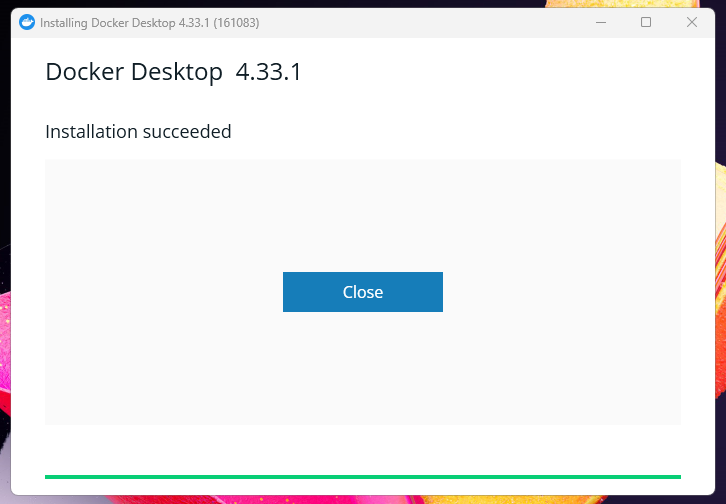 Installing Docker Desktop 4.33.1 (161083)
Docker Desktop 4.33.1
Installation succeeded
Close